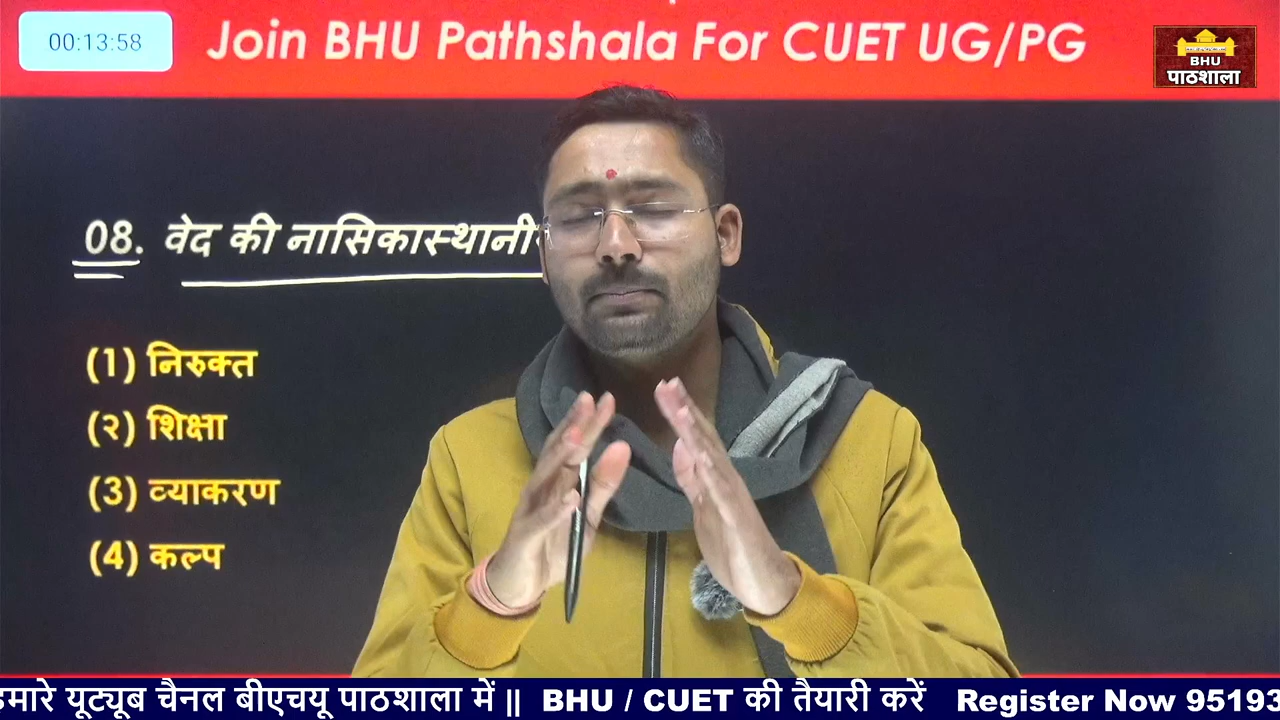 00:13:58
Join BHU Pathshala For CUET UG/PG
BHU
पाठशाला
08. वेद की नासिकास्थानी
(1) निरुक्त
(२) शिक्षा
(3) व्याकरण
(4) कल्प
हमारे यूट्यूब चैनल बीएचयू पाठशाला में || BHU / CUET की तैयारी करें Register Now 95193